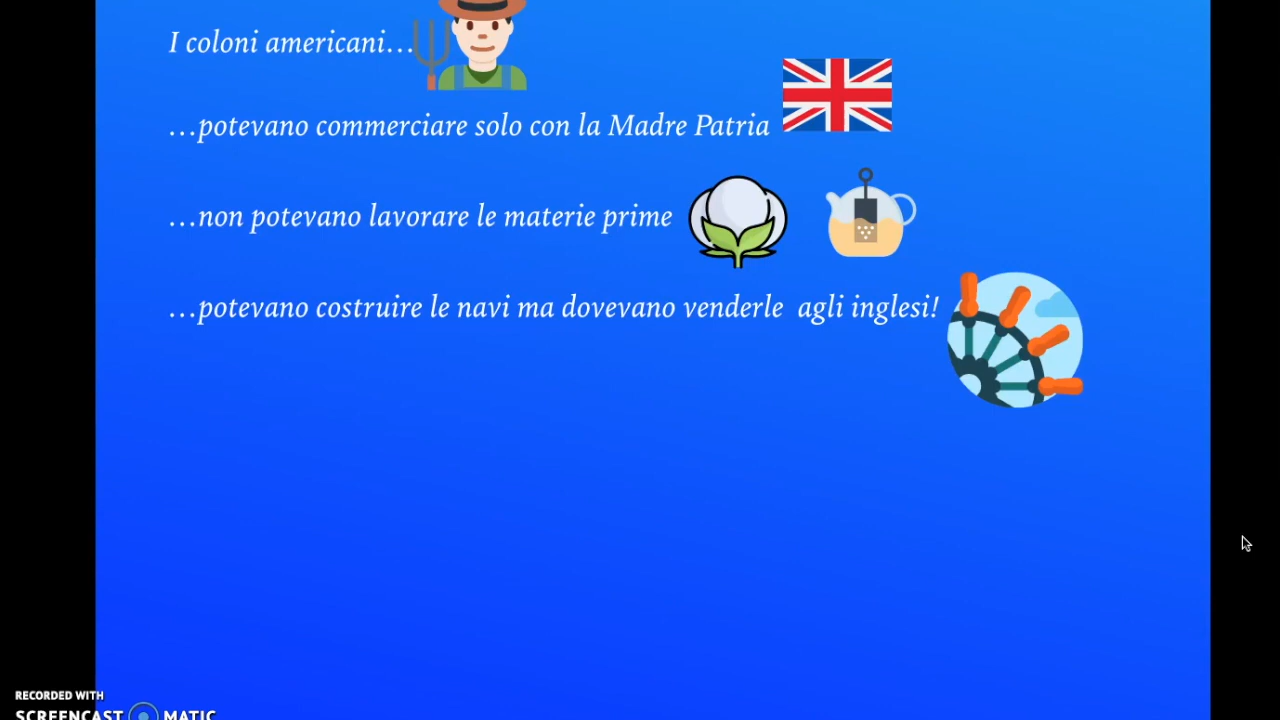 I coloni americani...
...potevano commerciare solo con la Madre Patria
...non potevano lavorare le materie prime
...potevano costruire le navi ma dovevano venderle  agli inglesi!
RECORDED WITH
SCREENCAST MATIC